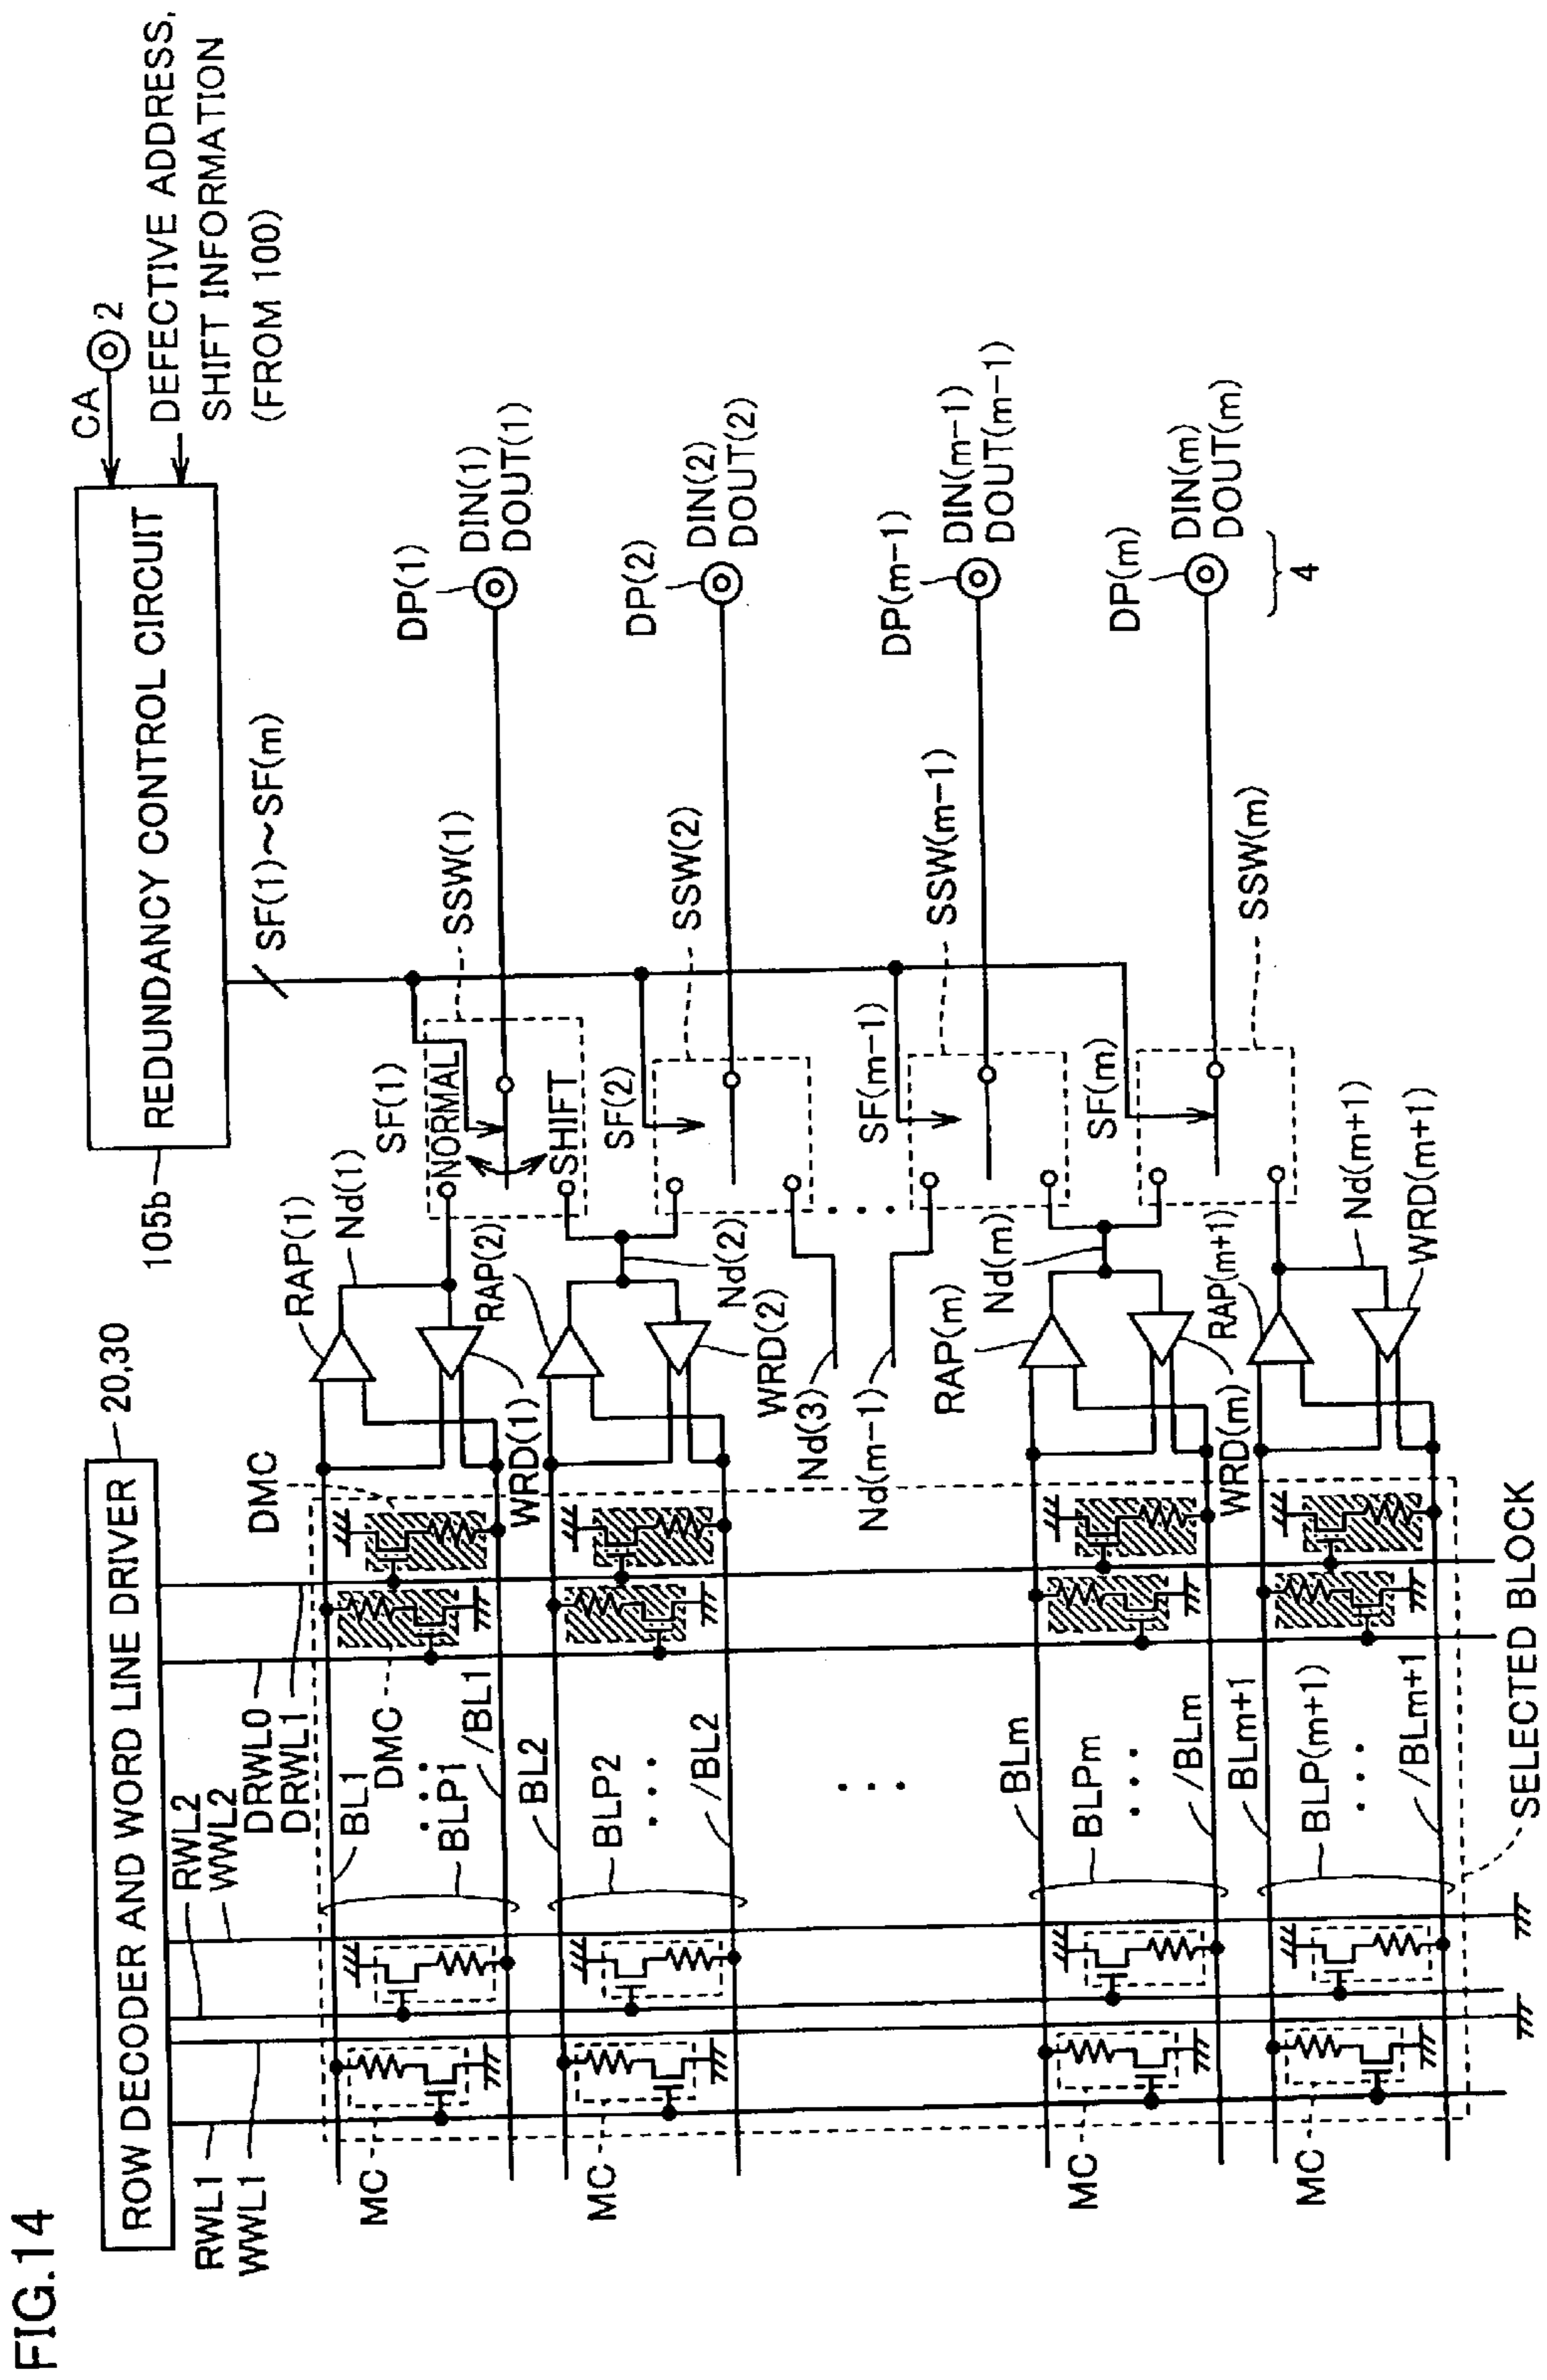 FIG.14
ROW DECODER AND WORD LINE DRIVER
20,30
105b
REDUNDANCY CONTROL CIRCUIT
CA
2
DEFECTIVE ADDRESS,
SHIFT INFORMATION
(FROM 100)
RWL1
WWL1
RWL2
WWL2
DRWL0
DRWL1
DMC
SF(1)~SF(m)
MC
BL1
BLP1
/BL1
DMC
WRD(1)
RAP(1)
Nd(1)
SF(1)
NORMAL
SHIFT
SSW(1)
DP(1)
DIN(1)
DOUT(1)
MC
BL2
BLP2
/BL2
WRD(2)
RAP(2)
Nd(2)
SF(2)
SSW(2)
DP(2)
DIN(2)
DOUT(2)
Nd(3)
Nd(m-1)
SF(m-1)
SSW(m-1)
DP(m-1)
DIN(m-1)
DOUT(m-1)
MC
BLm
BLPm
/BLm
WRD(m)
RAP(m)
Nd(m)
SF(m)
SSW(m)
DP(m)
DIN(m)
DOUT(m)
4
MC
BLm+1
BLP(m+1)
/BLm+1
RAP(m+1)
Nd(m+1)
WRD(m+1)
SELECTED BLOCK